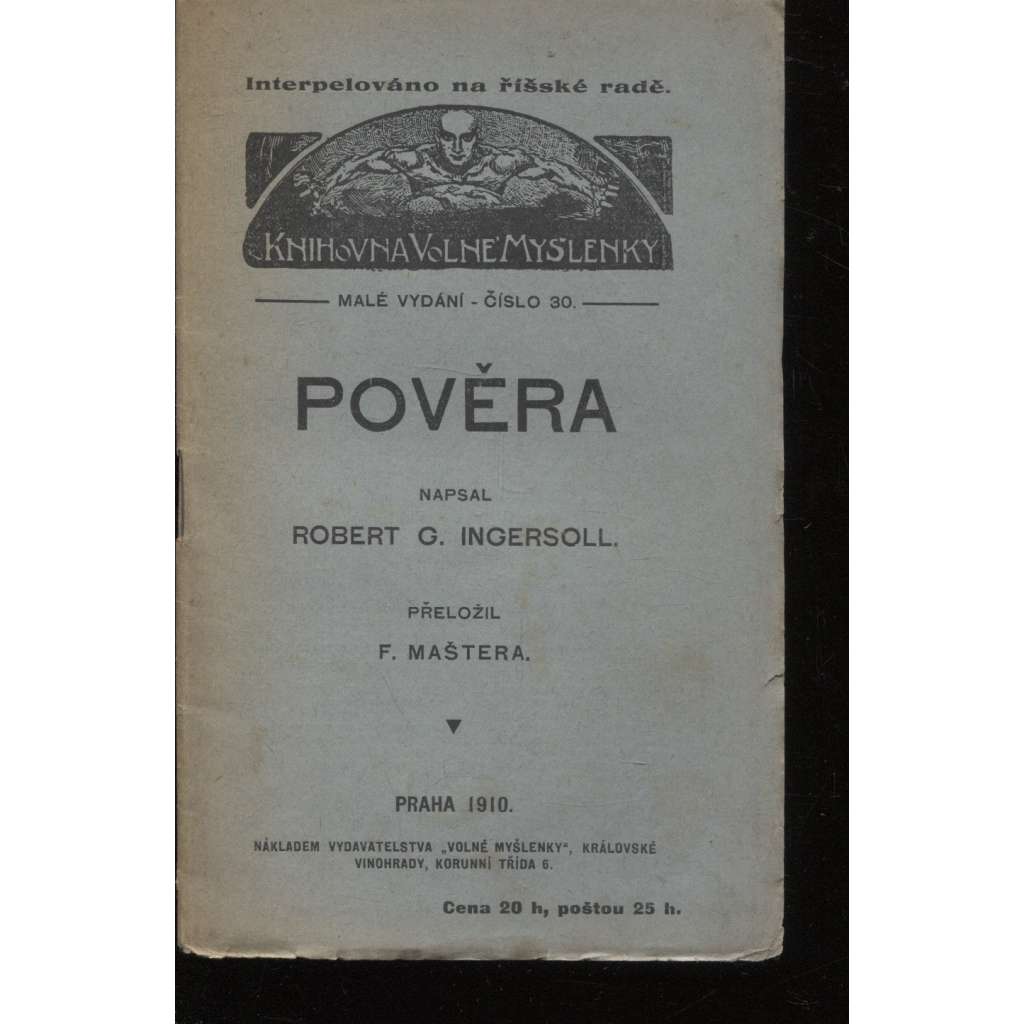 Interpelováno na říšské radě.
KNIHOVNA VOLNÉ MYŠLENKY
MALÉ VYDÁNÍ - ČÍSLO 30.
POVĚRA
NAPSAL
ROBERT G. INGERSOLL.
PŘELOŽIL
F. MAŠTERA.
PRAHA 1910.
NÁKLADEM VYDAVATELSTVA „VOLNÉ MYŠLENKY“, KRÁLOVSKÉ
VINOHRADY, KORUNNÍ TŘÍDA 6.
Cena 20 h, poštou 25 h.